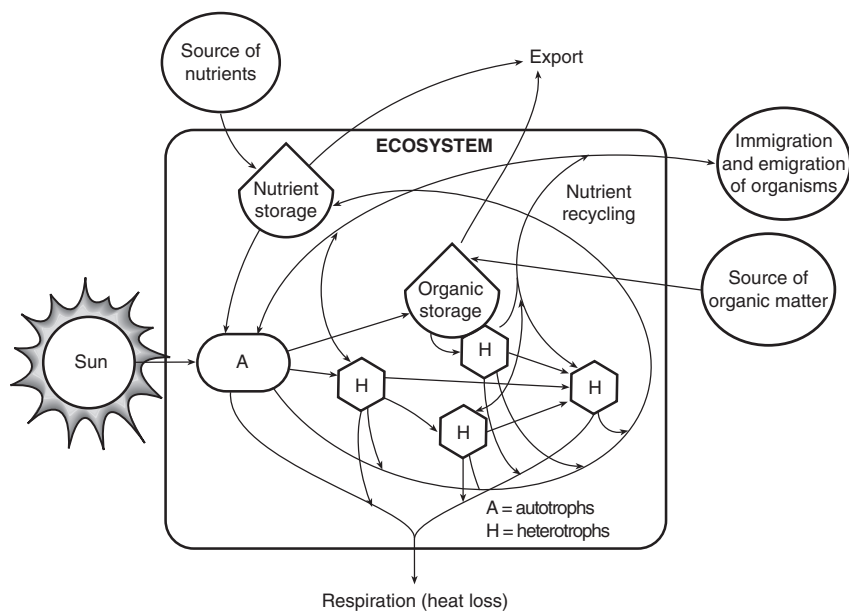 Source of
nutrients
Export
ECOSYSTEM
Immigration
and emigration
of organisms
Nutrient
storage
Nutrient
recycling
Source of
organic matter
Organic
storage
Sun
A
H
H
H
H
A = autotrophs
H = heterotrophs
Respiration (heat loss)